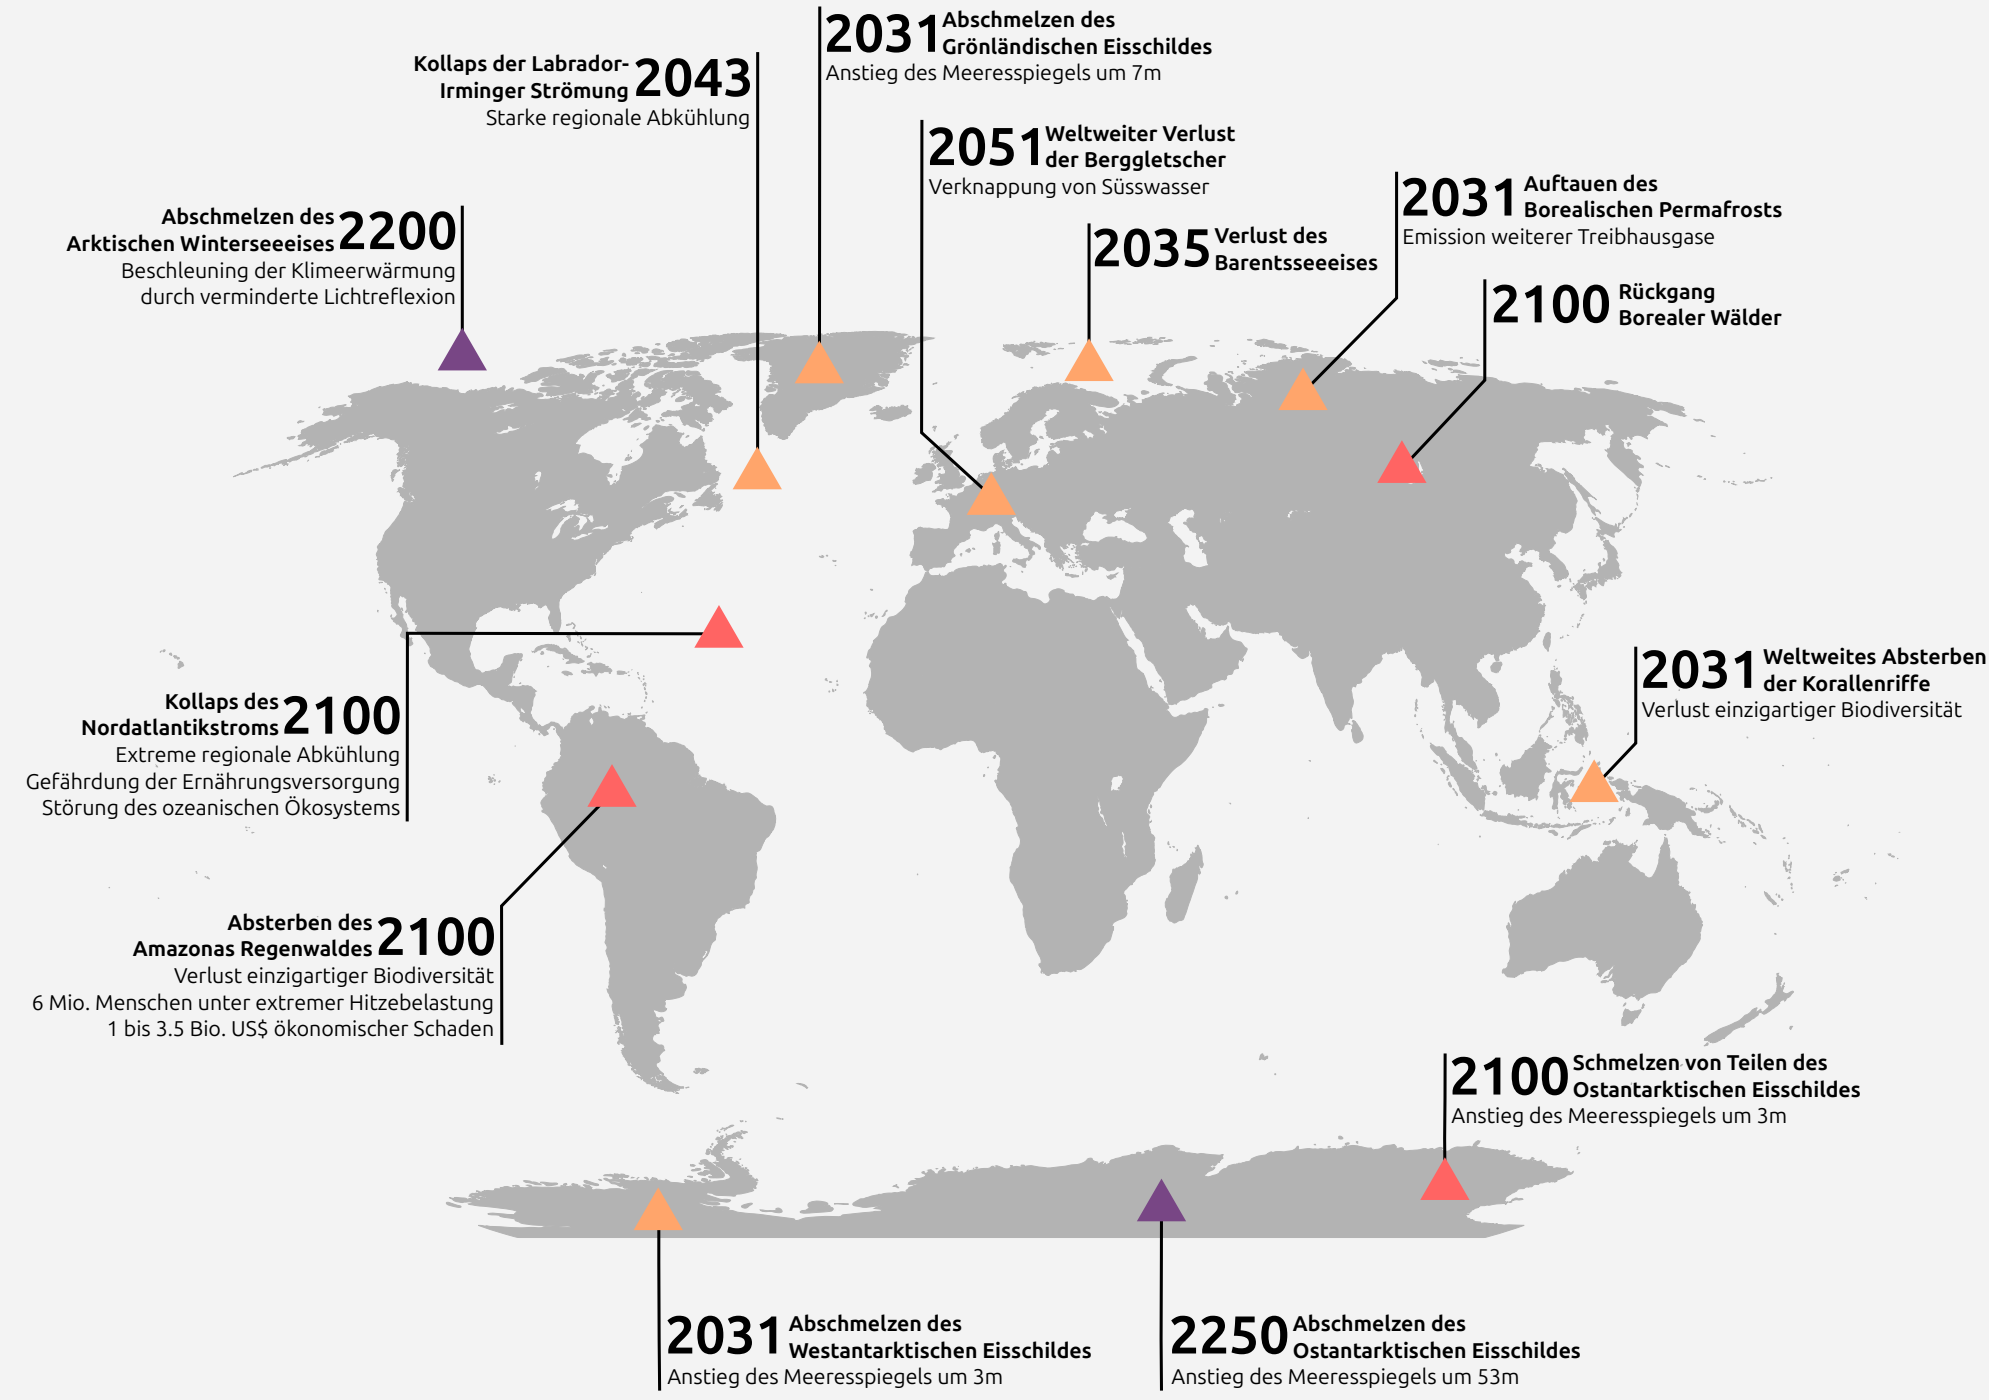 2031 Abschmelzen des
Grönländischen Eisschildes
Anstieg des Meeresspiegels um 7m
Kollaps der Labrador-
Irminger Strömung 2043
Starke regionale Abkühlung
2051 Weltweiter Verlust
der Berggletscher
Verknappung von Süsswasser
2031 Auftauen des
Borealischen Permafrosts
Emission weiterer Treibhausgase
Abschmelzen des
Arktischen Winterseeeises 2200
Beschleuning der Klimeerwärmung
durch verminderte Lichtreflexion
2035 Verlust des
Barentsseeeises
2100 Rückgang
Borealer Wälder
2031 Weltweites Absterben
der Korallenriffe
Verlust einzigartiger Biodiversität
Kollaps des
Nordatlantikstroms 2100
Extreme regionale Abkühlung
Gefährdung der Ernährungsversorgung
Störung des ozeanischen Ökosystems
Absterben des
Amazonas Regenwaldes 2100
Verlust einzigartiger Biodiversität
6 Mio. Menschen unter extremer Hitzebelastung
1 bis 3.5 Bio. US$ ökonomischer Schaden
2100 Schmelzen von Teilen des
Ostantarktischen Eisschildes
Anstieg des Meeresspiegels um 3m
2031 Abschmelzen des
Westantarktischen Eisschildes
Anstieg des Meeresspiegels um 3m
2250 Abschmelzen des
Ostantarktischen Eisschildes
Anstieg des Meeresspiegels um 53m